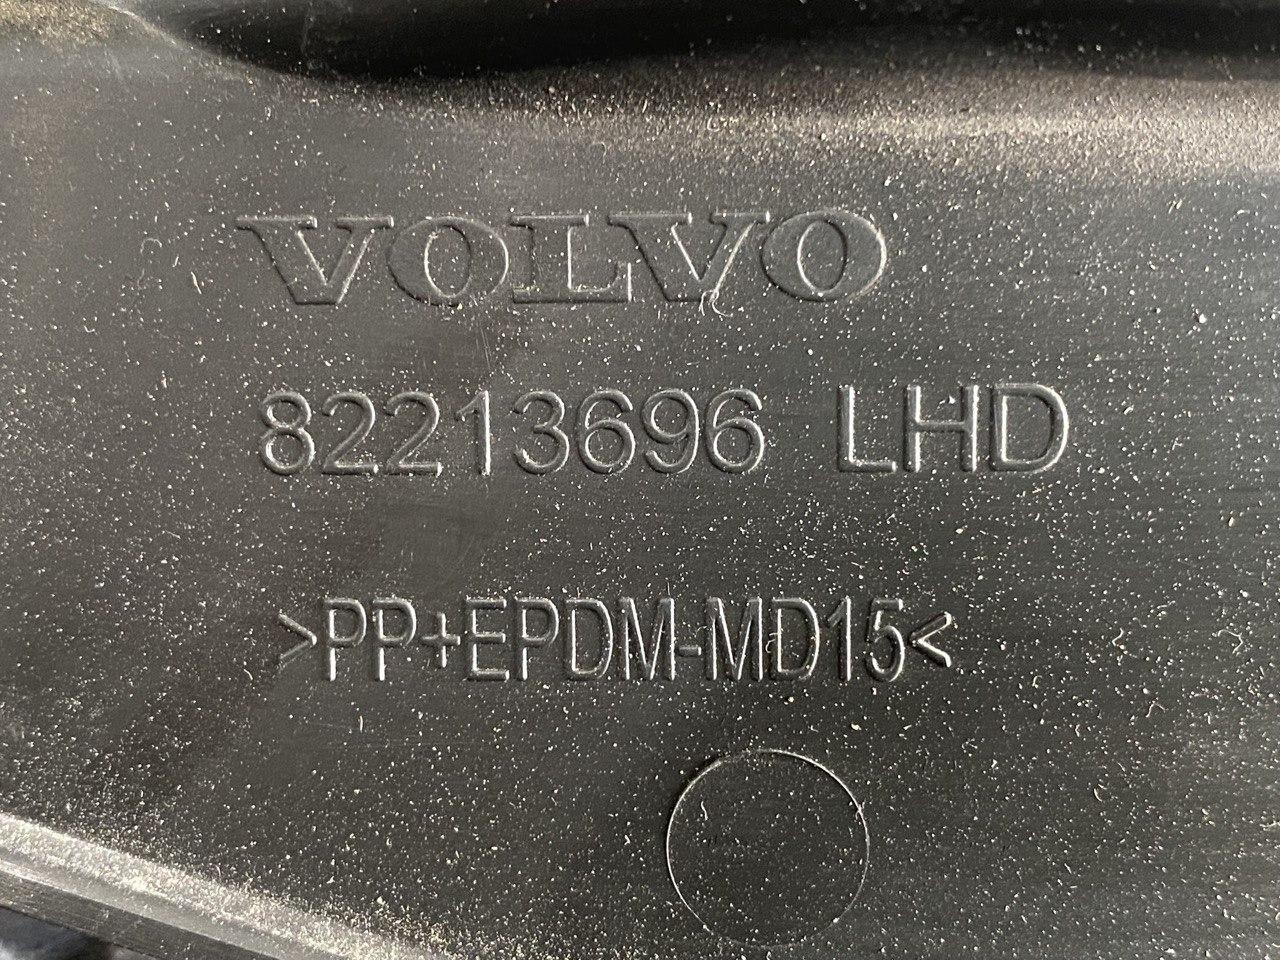 VOLVO
82213696 LHD
>PP+EPDM-MD15<